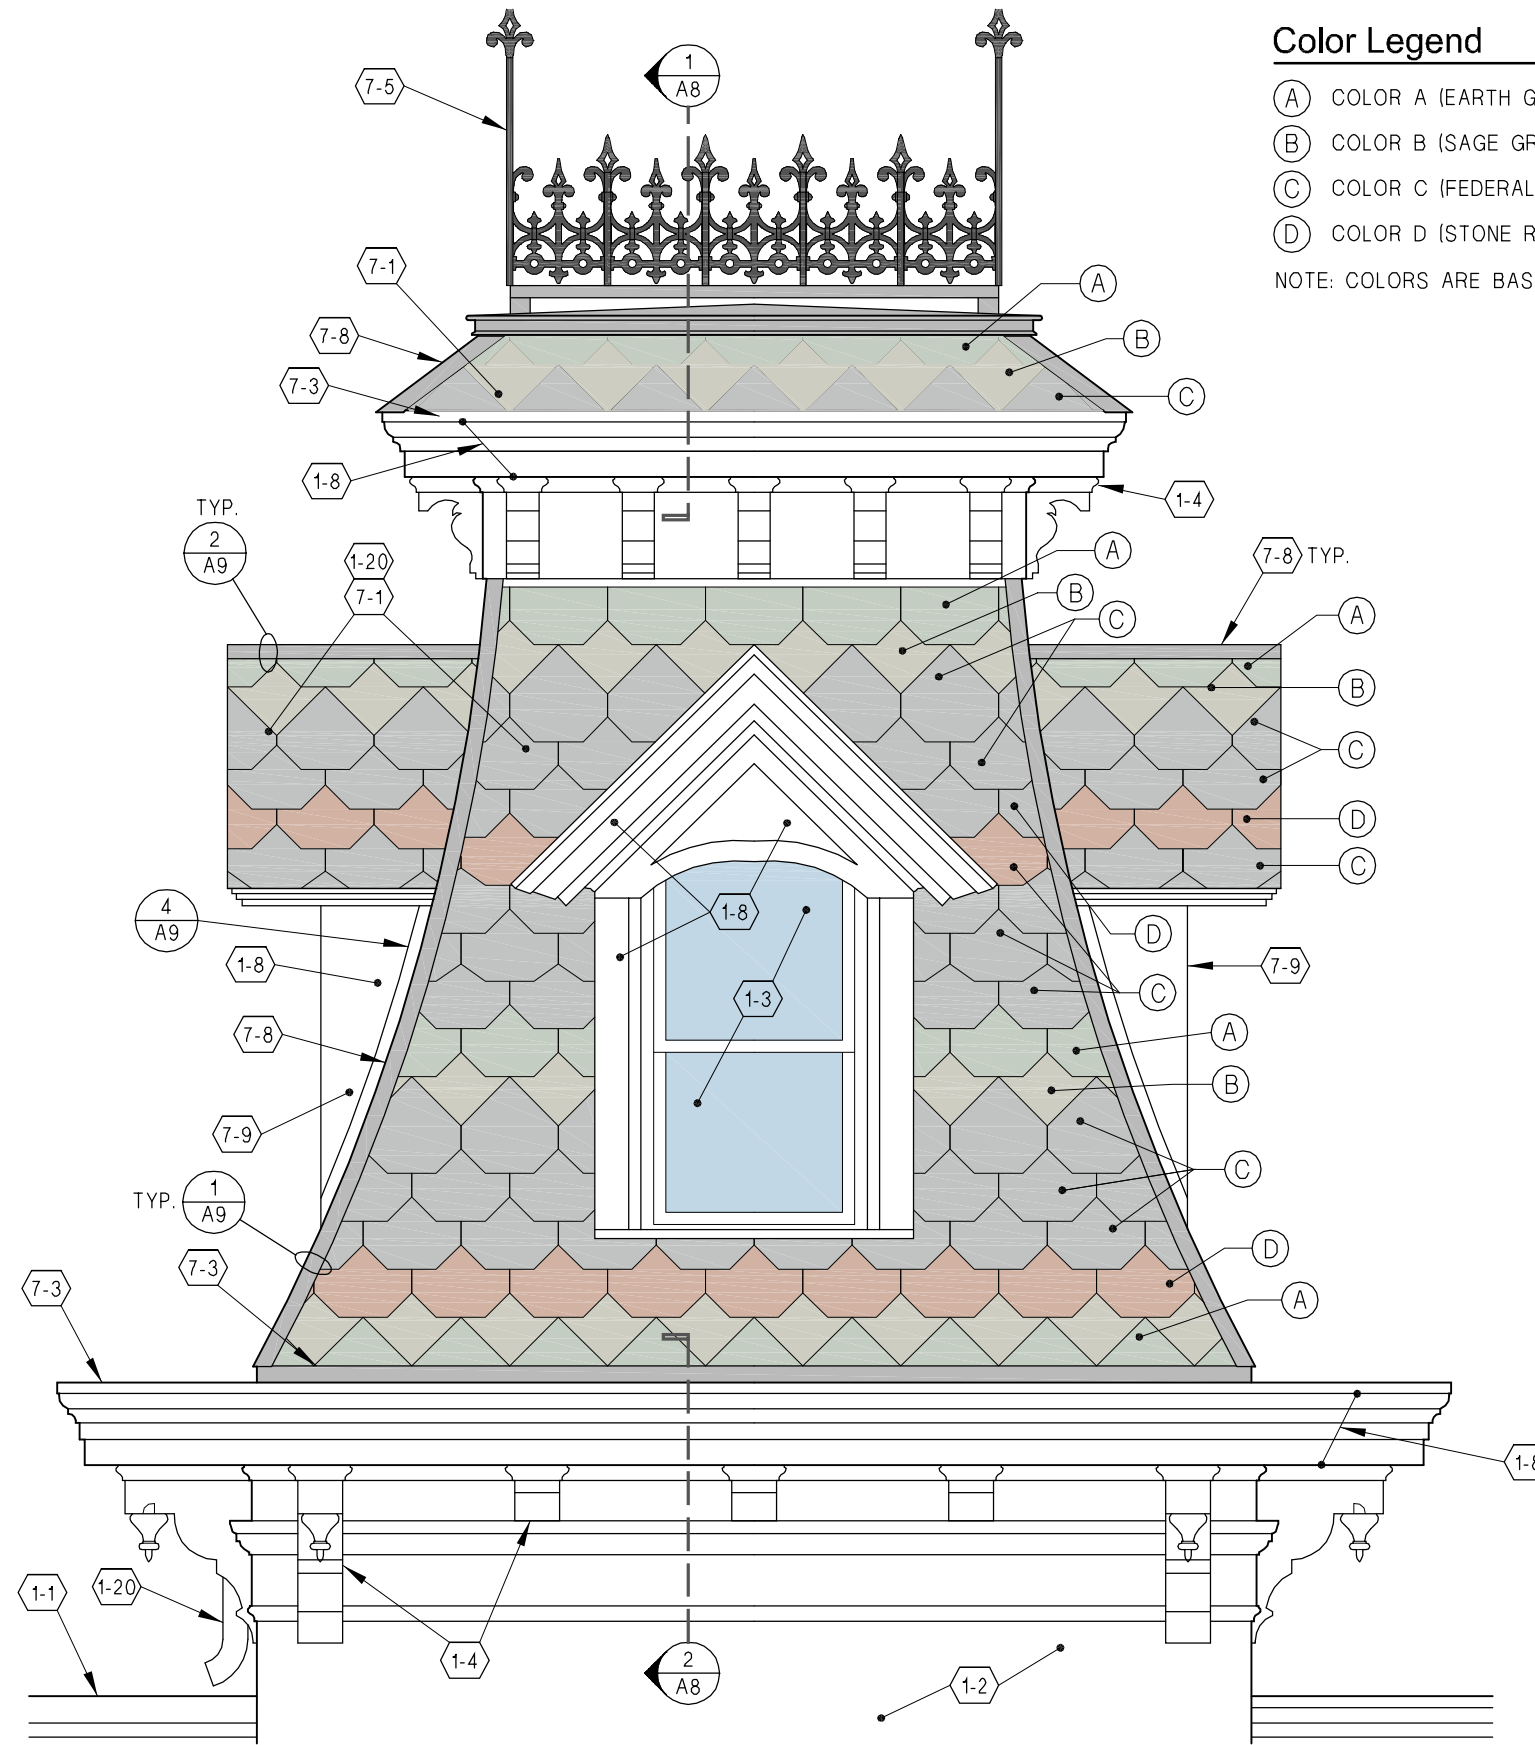 Color Legend
A COLOR A (EARTH G
B COLOR B (SAGE GR
C COLOR C (FEDERAL
D COLOR D (STONE R
NOTE: COLORS ARE BAS
1
A8
7-5
7-1
A
7-8
B
7-3
C
1-8
1-4
TYP.
2
A9
1-20
7-1
A
7-8 TYP.
B
C
A
B
C
D
C
4
A9
1-8
D
1-8
7-9
1-3
C
7-8
A
B
7-9
C
TYP.
1
A9
D
7-3
7-3
A
1-8
1-1
1-20
1-4
2
A8
1-2